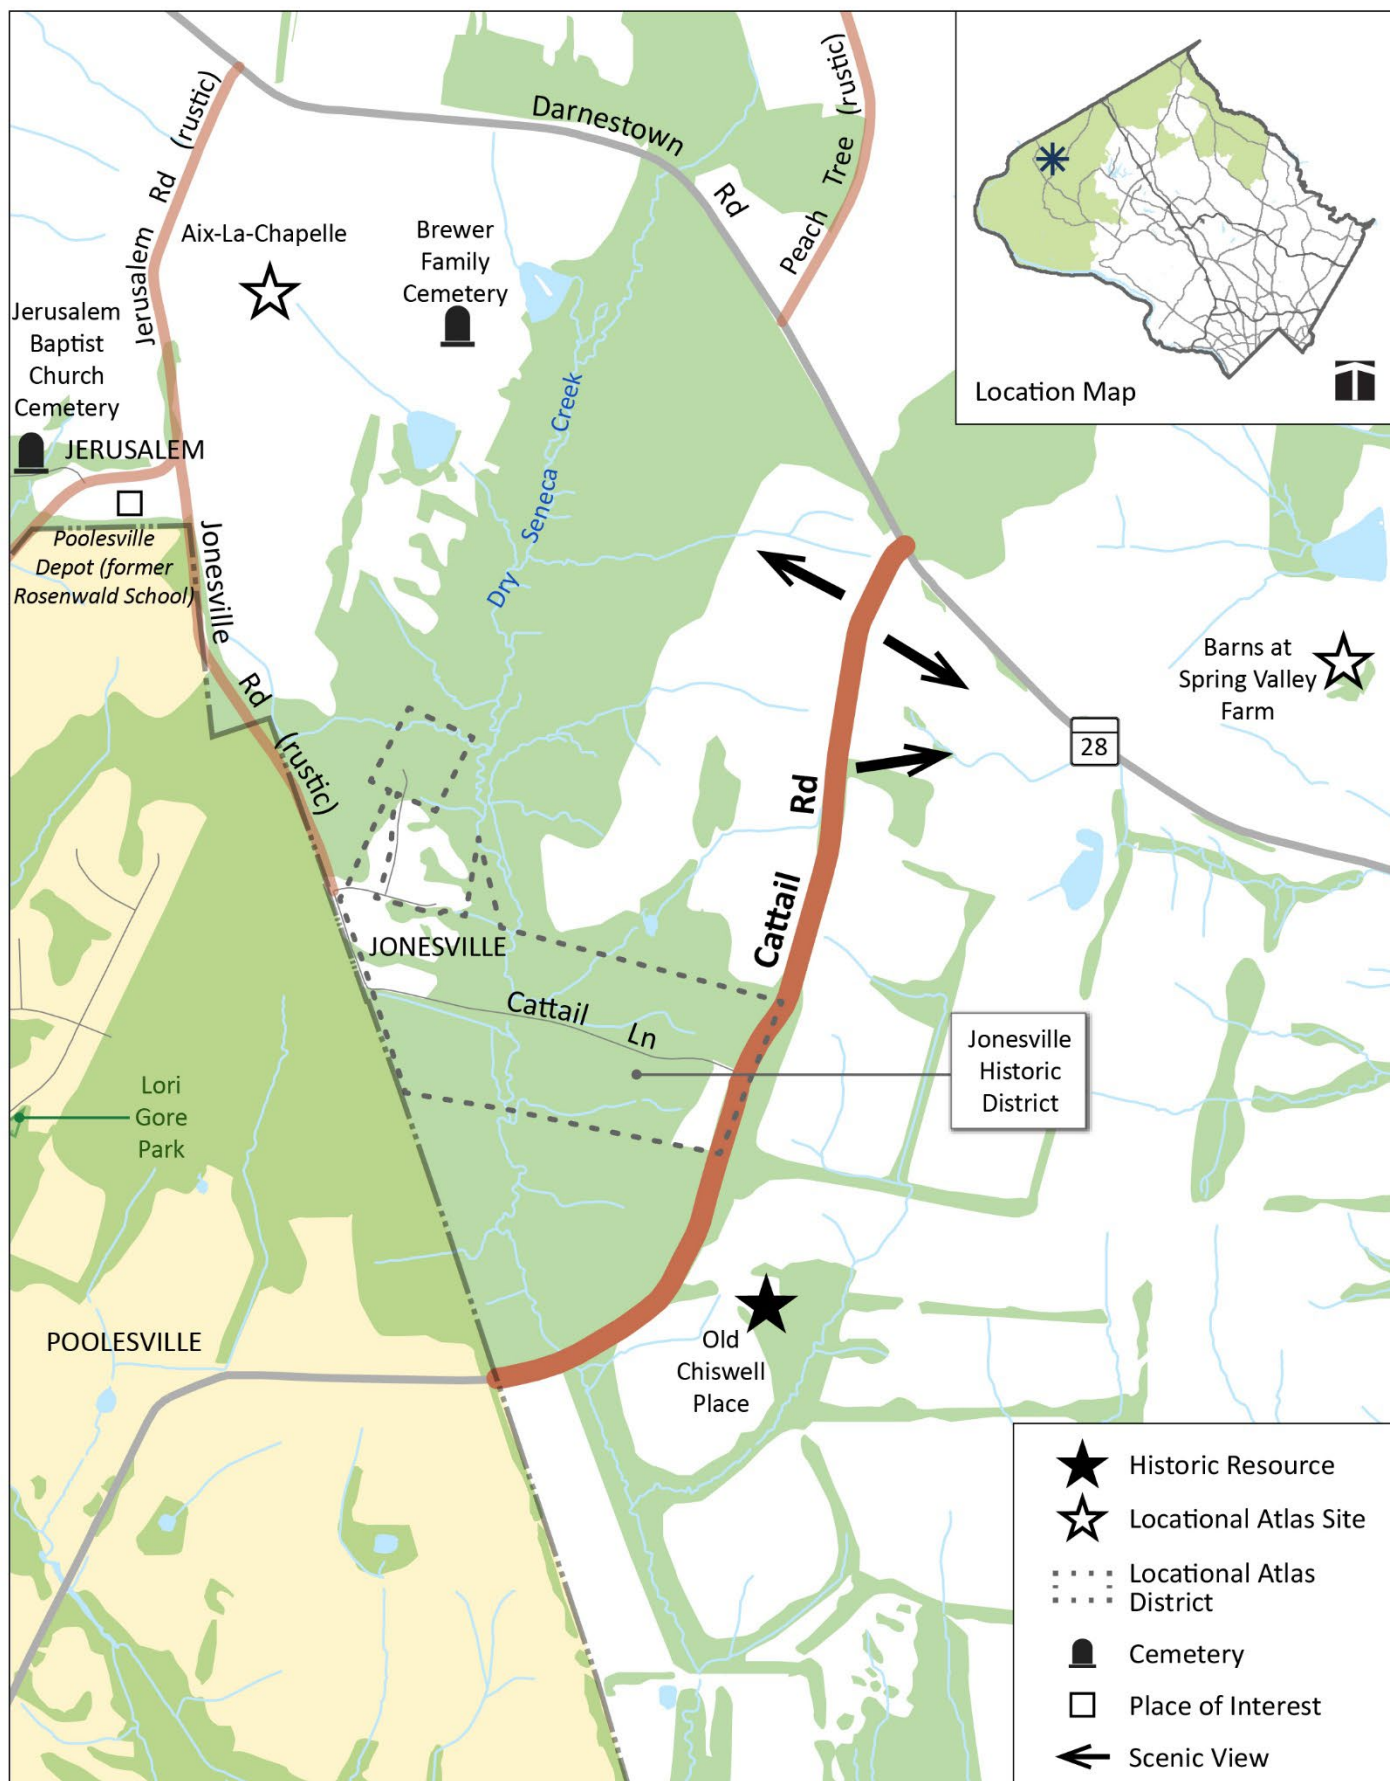 Darnestown
Rd
Peach Tree (rustic)
Jerusalem Rd (rustic)
Aix-La-Chapelle
Brewer
Family
Cemetery
Jerusalem
Baptist
Church
Cemetery
JERUSALEM
Poolesville
Depot (former
Rosenwald School)
Jonesville Rd (rustic)
Dry Seneca Creek
Location Map
Barns at
Spring Valley
Farm
28
Cattail Rd
JONESVILLE
Cattail Ln
Jonesville
Historic
District
Lori
Gore
Park
POOLESVILLE
Old
Chiswell
Place
Historic Resource
Locational Atlas Site
Locational Atlas
District
Cemetery
Place of Interest
Scenic View